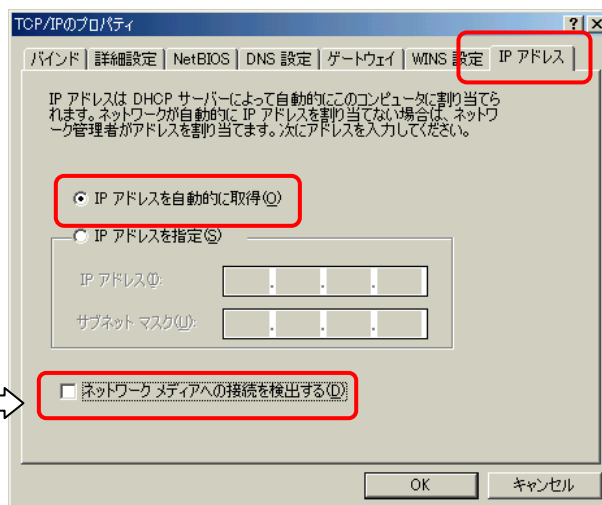 TCP/IPのプロパティ
バインド 詳細設定 NetBIOS DNS 設定 ゲートウェイ WINS 設定 IP アドレス
IP アドレスは DHCP サーバーによって自動的にこのコンピュータに割り当てら
れます。ネットワークが自動的に IP アドレスを割り当てない場合は、ネットワ
ーク管理者がアドレスを割り当てます。次にアドレスを入力してください。
IP アドレスを自動的に取得(O)
IP アドレスを指定(S)
IP アドレス(I):
サブネット マスク(U):
ネットワーク メディアへの接続を検出する(D)
OK キャンセル